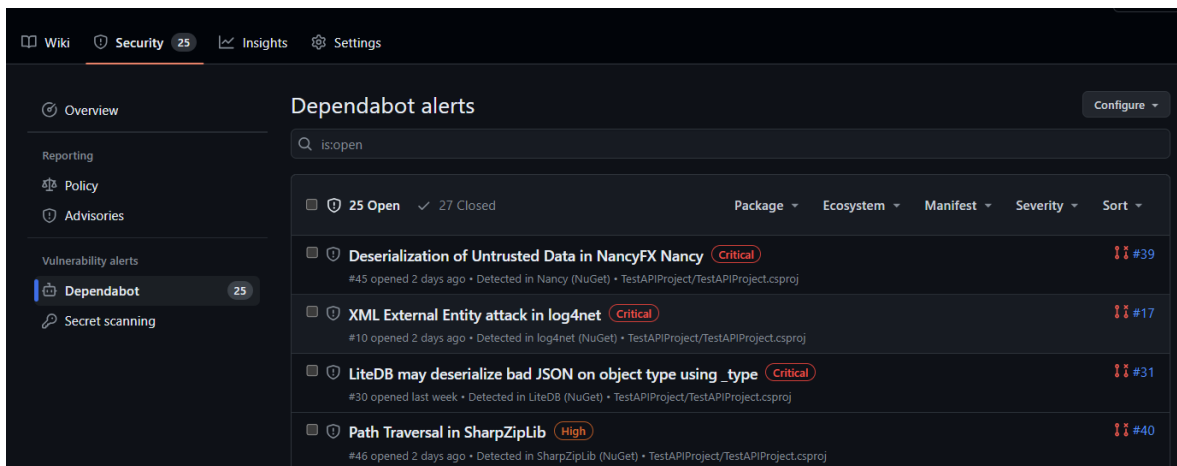 Wiki Security 25 Insights Settings
Overview
Reporting
Policy
Advisories
Vulnerability alerts
Dependabot 25
Secret scanning
Dependabot alerts Configure
is:open
25 Open 27 Closed Package Ecosystem Manifest Severity Sort
Deserialization of Untrusted Data in NancyFX Nancy Critical #39
#45 opened 2 days ago • Detected in Nancy (NuGet) • TestAPIProject/TestAPIProject.csproj
XML External Entity attack in log4net Critical #17
#10 opened 2 days ago • Detected in log4net (NuGet) • TestAPIProject/TestAPIProject.csproj
LiteDB may deserialize bad JSON on object type using _type Critical #31
#30 opened last week • Detected in LiteDB (NuGet) • TestAPIProject/TestAPIProject.csproj
Path Traversal in SharpZipLib High #40
#46 opened 2 days ago • Detected in SharpZipLib (NuGet) • TestAPIProject/TestAPIProject.csproj